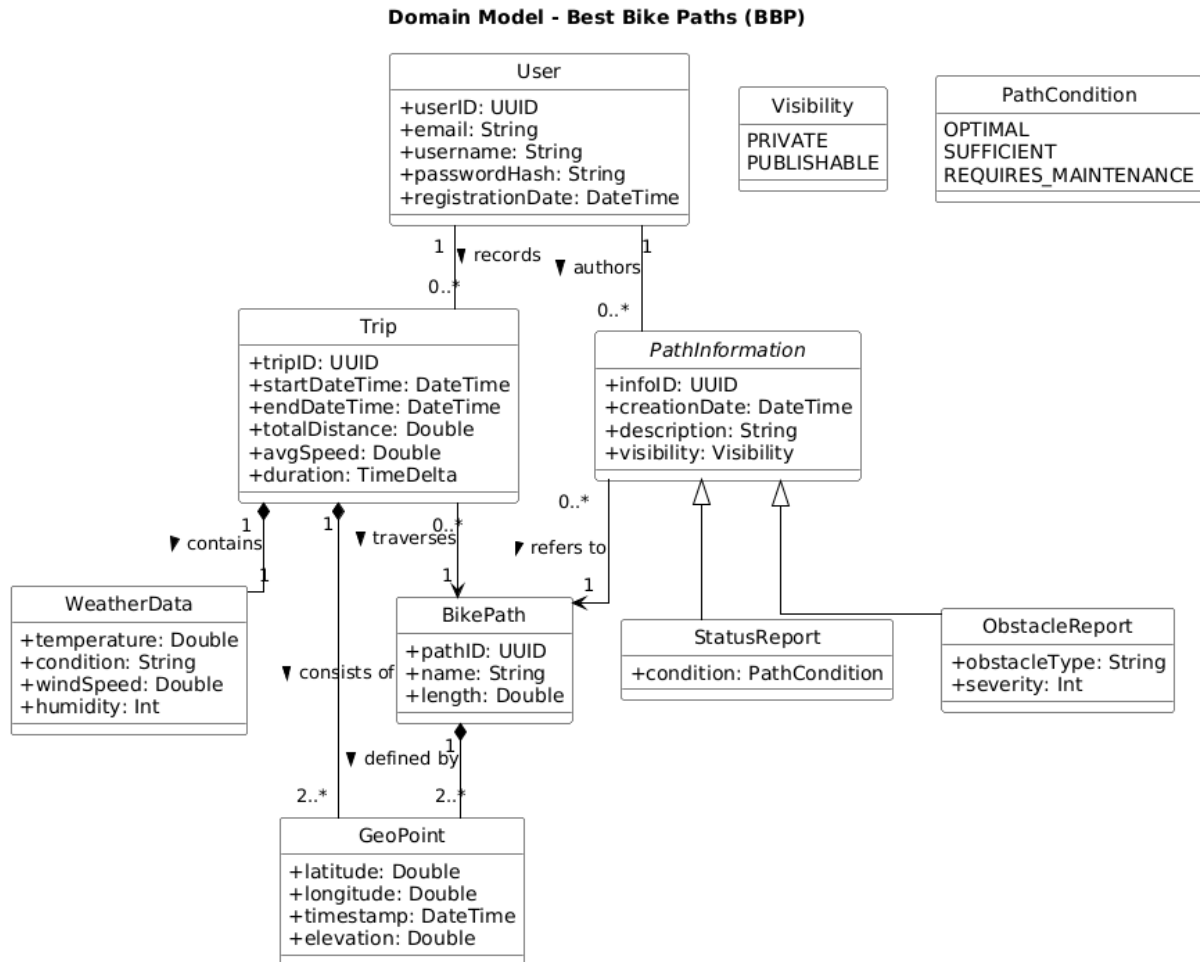 Domain Model - Best Bike Paths (BBP)
User
+userID: UUID
+email: String
+username: String
+passwordHash: String
+registrationDate: DateTime
Visibility
PRIVATE
PUBLISHABLE
PathCondition
OPTIMAL
SUFFICIENT
REQUIRES_MAINTENANCE
1
records
0..*
1
authors
0..*
Trip
+tripID: UUID
+startDateTime: DateTime
+endDateTime: DateTime
+totalDistance: Double
+avgSpeed: Double
+duration: TimeDelta
PathInformation
+infoID: UUID
+creationDate: DateTime
+description: String
+visibility: Visibility
1
contains
1
1
consists of
2..*
0..*
traverses
1
0..*
refers to
1
WeatherData
+temperature: Double
+condition: String
+windSpeed: Double
+humidity: Int
BikePath
+pathID: UUID
+name: String
+length: Double
StatusReport
+condition: PathCondition
ObstacleReport
+obstacleType: String
+severity: Int
1
defined by
2..*
GeoPoint
+latitude: Double
+longitude: Double
+timestamp: DateTime
+elevation: Double